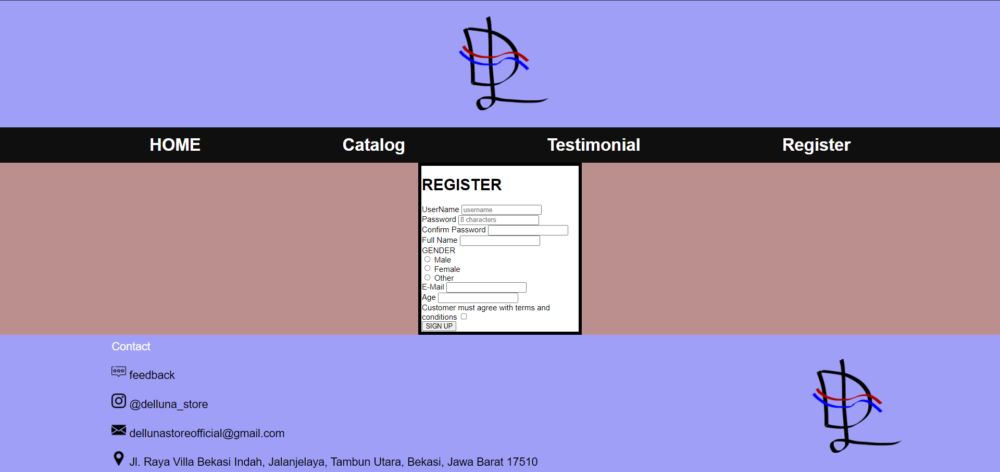 HOME Catalog Testimonial Register
REGISTER
UserName username
Password 8 characters
Confirm Password
Full Name
GENDER
Male
Female
Other
E-Mail
Age
Customer must agree with terms and
conditions
SIGN UP
Contact
feedback
@delluna_store
dellunastoreofficial@gmail.com
Jl. Raya Villa Bekasi Indah, Jalanjelaya, Tambun Utara, Bekasi, Jawa Barat 17510